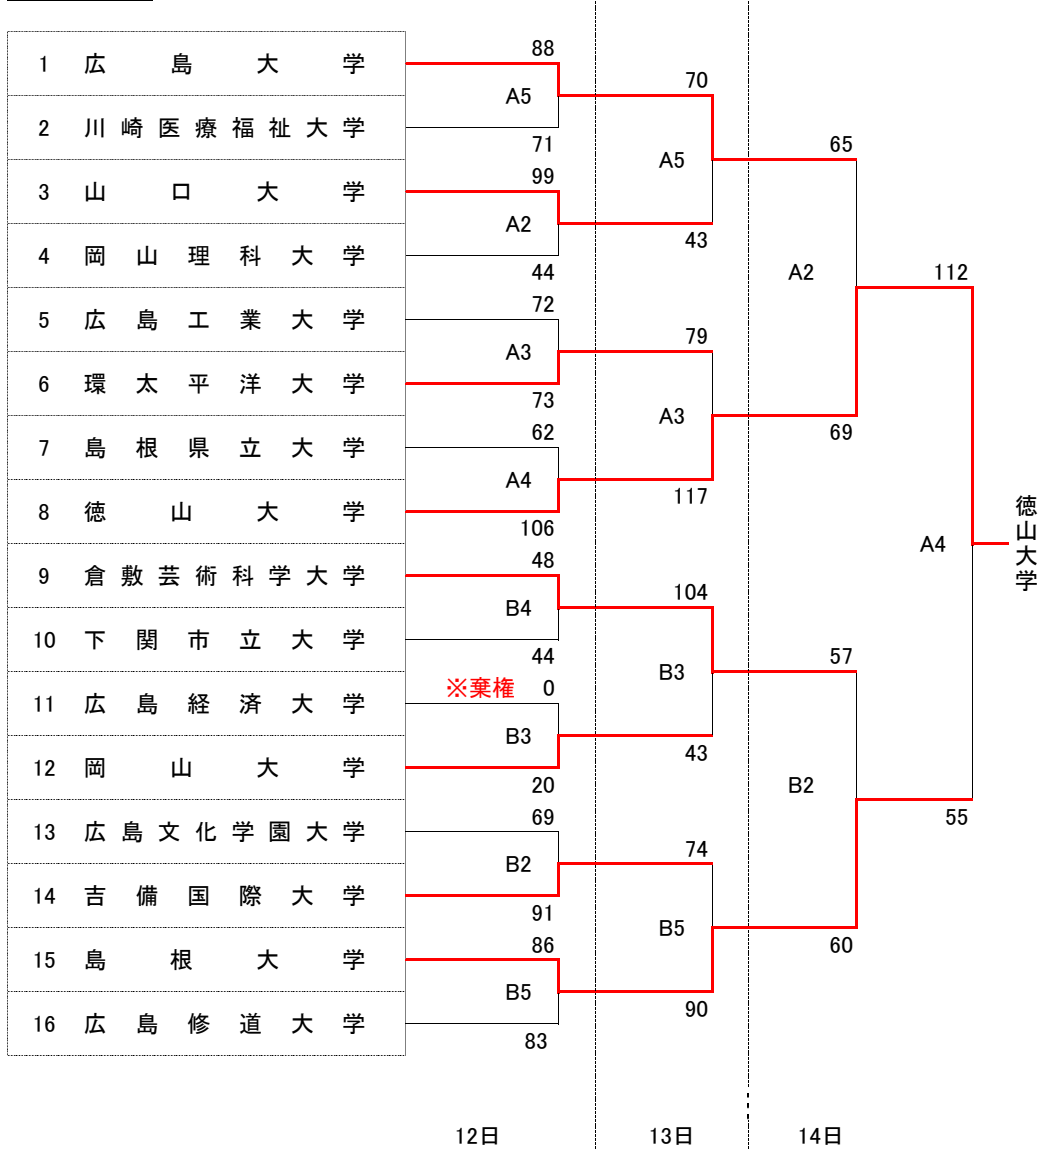 88
1 広島大学
70
A5
2 川崎医療福祉大学
71
65
A5
99
3 山口大学
A2
43
4 岡山理科大学
44
A2
112
72
5 広島工業大学
79
A3
6 環太平洋大学
73
A3
69
62
7 島根県立大学
A4
117
8 徳山大学
106
徳山大学
A4
48
9 倉敷芸術科学大学
104
B4
10 下関市立大学
44
57
B3
※棄権 0
11 広島経済大学
B3
43
12 岡山大学
20
B2
69
55
13 広島文化学園大学
74
B2
14 吉備国際大学
91
B5
60
86
15 島根大学
B5
90
16 広島修道大学
83
12日 13日 14日